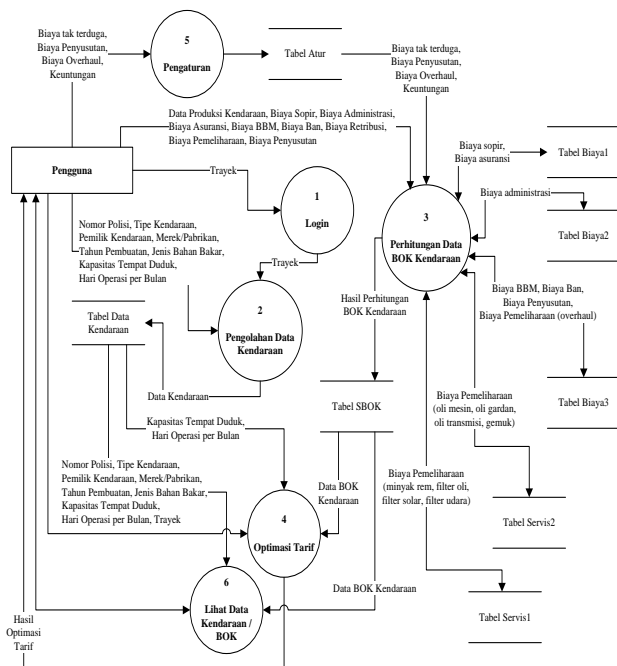 Biaya tak terduga,
Biaya Penyusutan,
Biaya Overhaul,
Keuntungan
5
Pengaturan
Tabel Atur
Biaya tak terduga,
Biaya Penyusutan,
Biaya Overhaul,
Keuntungan
Data Produksi Kendaraan, Biaya Sopir, Biaya Administrasi,
Biaya Asuransi, Biaya BBM, Biaya Ban, Biaya Retribusi,
Biaya Pemeliharaan, Biaya Penyusutan
Pengguna
Trayek
1
Login
Trayek
Biaya sopir,
Biaya asuransi
Tabel Biaya1
Biaya administrasi
Tabel Biaya2
3
Perhitungan Data
BOK Kendaraan
Nomor Polisi, Tipe Kendaraan,
Pemilik Kendaraan, Merek/Pabrikan,
Tahun Pembuatan, Jenis Bahan Bakar,
Kapasitas Tempat Duduk,
Hari Operasi per Bulan
2
Pengolahan Data
Kendaraan
Tabel Data
Kendaraan
Data Kendaraan
Hasil Perhitungan
BOK Kendaraan
Biaya BBM, Biaya Ban,
Biaya Penyusutan,
Biaya Pemeliharaan (overhaul)
Tabel Biaya3
Tabel SBOK
Kapasitas Tempat Duduk,
Hari Operasi per Bulan
Biaya Pemeliharaan
(oli mesin, oli gardan,
oli transmisi, gemuk)
Nomor Polisi, Tipe Kendaraan,
Pemilik Kendaraan, Merek/Pabrikan,
Tahun Pembuatan, Jenis Bahan Bakar,
Kapasitas Tempat Duduk,
Hari Operasi per Bulan, Trayek
Data BOK
Kendaraan
Biaya Pemeliharaan
(minyak rem, filter oli,
filter solar, filter udara)
Tabel Servis2
4
Optimasi Tarif
6
Lihat Data
Kendaraan /
BOK
Data BOK Kendaraan
Tabel Servis1
Hasil
Optimasi
Tarif